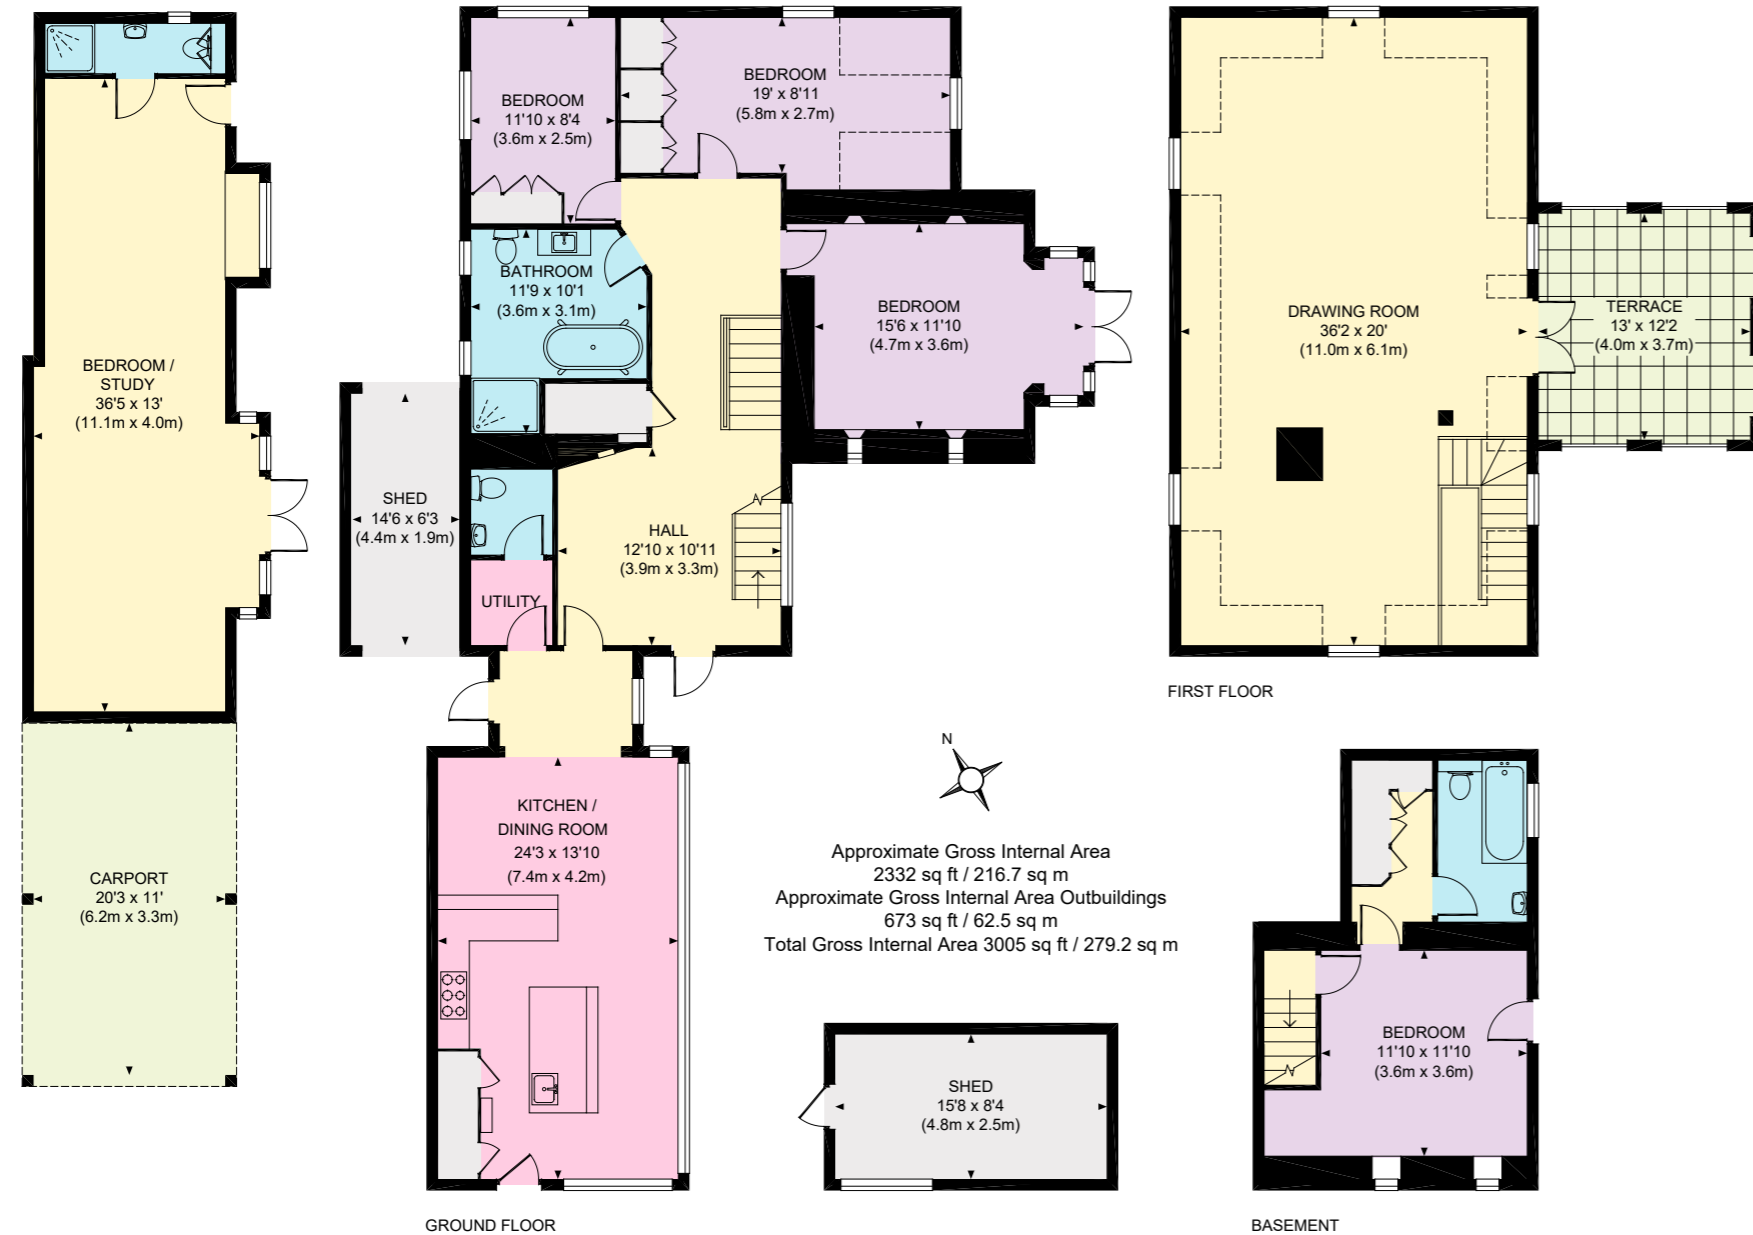 BEDROOM /
STUDY
36'5 x 13'
(11.1m x 4.0m)
CARPORT
20'3 x 11'
(6.2m x 3.3m)
SHED
14'6 x 6'3
(4.4m x 1.9m)
BEDROOM
11'10 x 8'4
(3.6m x 2.5m)
BEDROOM
19' x 8'11
(5.8m x 2.7m)
BATHROOM
11'9 x 10'1
(3.6m x 3.1m)
BEDROOM
15'6 x 11'10
(4.7m x 3.6m)
HALL
12'10 x 10'11
(3.9m x 3.3m)
UTILITY
KITCHEN /
DINING ROOM
24'3 x 13'10
(7.4m x 4.2m)
GROUND FLOOR
DRAWING ROOM
36'2 x 20'
(11.0m x 6.1m)
TERRACE
13' x 12'2
(4.0m x 3.7m)
FIRST FLOOR
N
Approximate Gross Internal Area
2332 sq ft / 216.7 sq m
Approximate Gross Internal Area Outbuildings
673 sq ft / 62.5 sq m
Total Gross Internal Area 3005 sq ft / 279.2 sq m
SHED
15'8 x 8'4
(4.8m x 2.5m)
BEDROOM
11'10 x 11'10
(3.6m x 3.6m)
BASEMENT